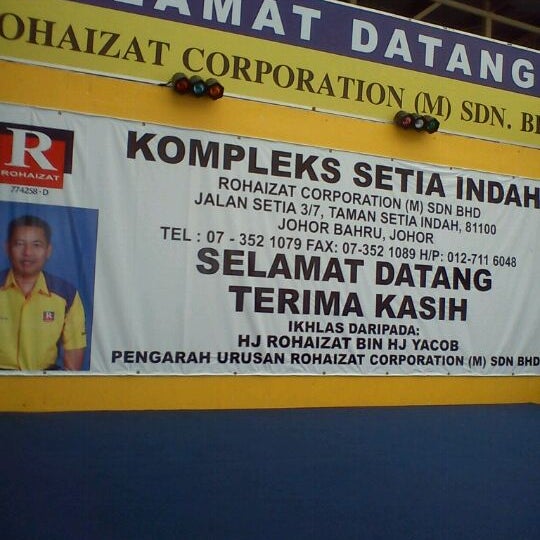 SELAMAT DATANG
ROHAIZAT CORPORATION (M) SDN. BHD
R
ROHAIZAT
774258-D
KOMPLEKS SETIA INDAH
ROHAIZAT CORPORATION (M) SDN BHD
JALAN SETIA 3/7, TAMAN SETIA INDAH, 81100
JOHOR BAHRU, JOHOR
TEL : 07 - 352 1079 FAX: 07-352 1089 H/P: 012-711 6048
SELAMAT DATANG
TERIMA KASIH
IKHLAS DARIPADA:
HJ ROHAIZAT BIN HJ YACOB
PENGARAH URUSAN ROHAIZAT CORPORATION (M) SDN BHD
R